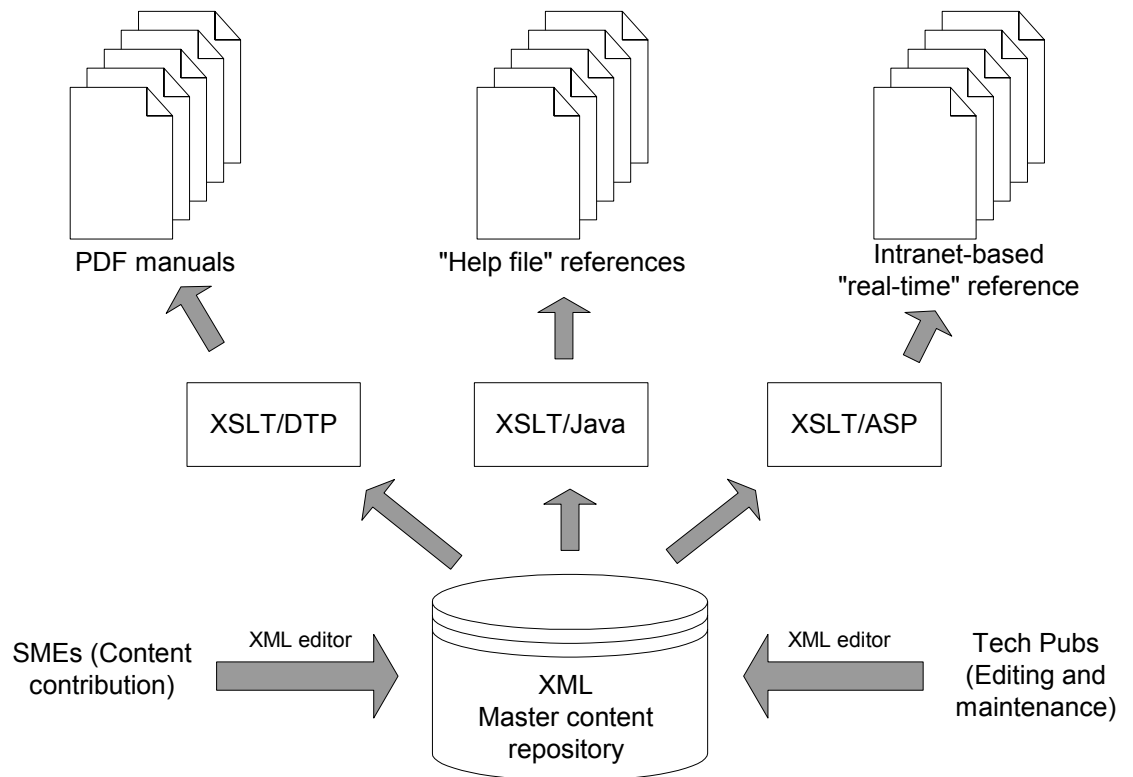 PDF manuals
"Help file" references
Intranet-based
"real-time" reference
XSLT/DTP
XSLT/Java
XSLT/ASP
SMEs (Content
contribution)
XML editor
XML
Master content
repository
XML editor
Tech Pubs
(Editing and
maintenance)